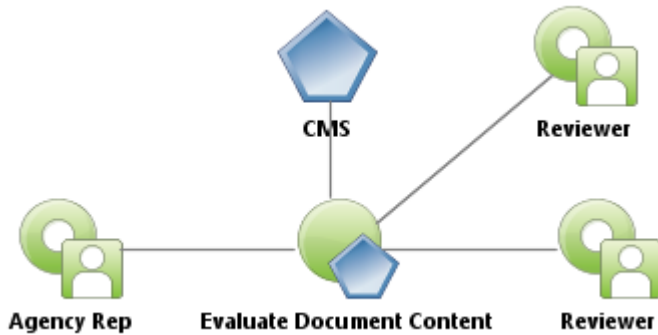 CMS
Reviewer
Agency Rep
Evaluate Document Content
Reviewer